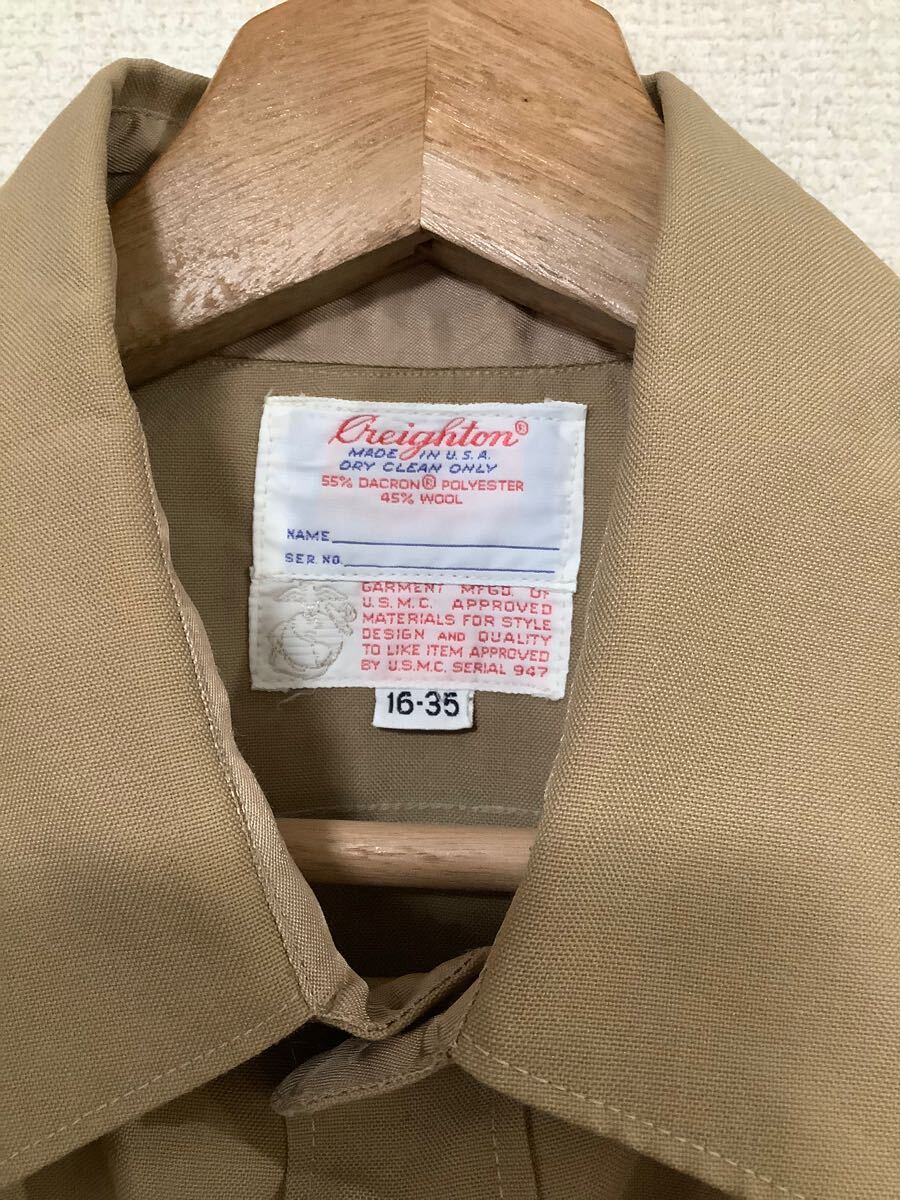 Creighton®
MADE IN U.S.A.
DRY CLEAN ONLY
55% DACRON® POLYESTER
45% WOOL
NAME
SER. NO.
GARMENT MFGD. OF
U.S.M.C. APPROVED
MATERIALS FOR STYLE
DESIGN AND QUALITY
TO LIKE ITEM APPROVED
BY U.S.M.C. SERIAL 947
16-35